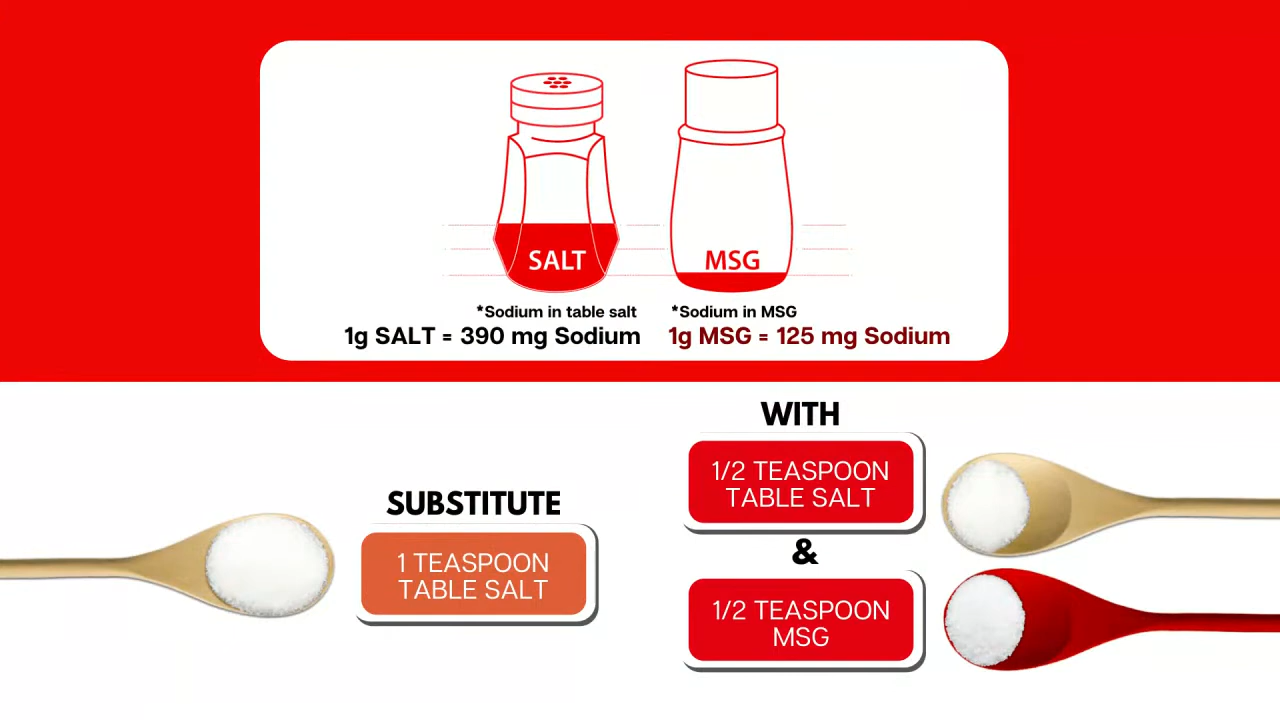 SALT
MSG
*Sodium in table salt
1g SALT = 390 mg Sodium
*Sodium in MSG
1g MSG = 125 mg Sodium
SUBSTITUTE
1 TEASPOON
TABLE SALT
WITH
1/2 TEASPOON
TABLE SALT
&
1/2 TEASPOON
MSG